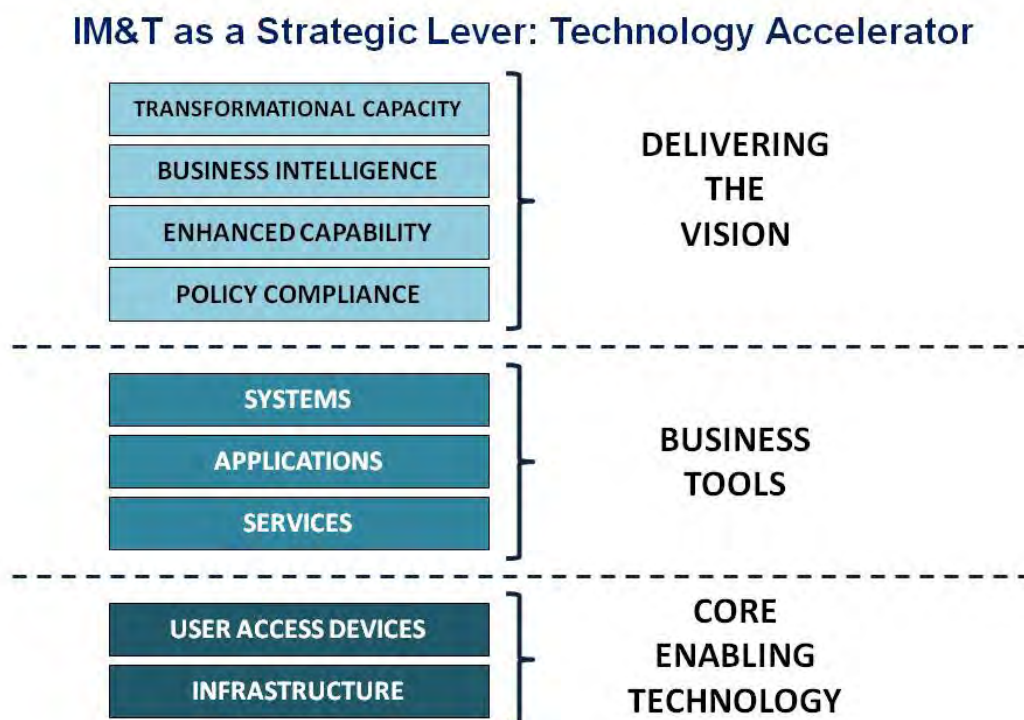 IM&T as a Strategic Lever: Technology Accelerator
TRANSFORMATIONAL CAPACITY
BUSINESS INTELLIGENCE
ENHANCED CAPABILITY
POLICY COMPLIANCE
DELIVERING
THE
VISION
SYSTEMS
APPLICATIONS
SERVICES
BUSINESS
TOOLS
USER ACCESS DEVICES
INFRASTRUCTURE
CORE
ENABLING
TECHNOLOGY